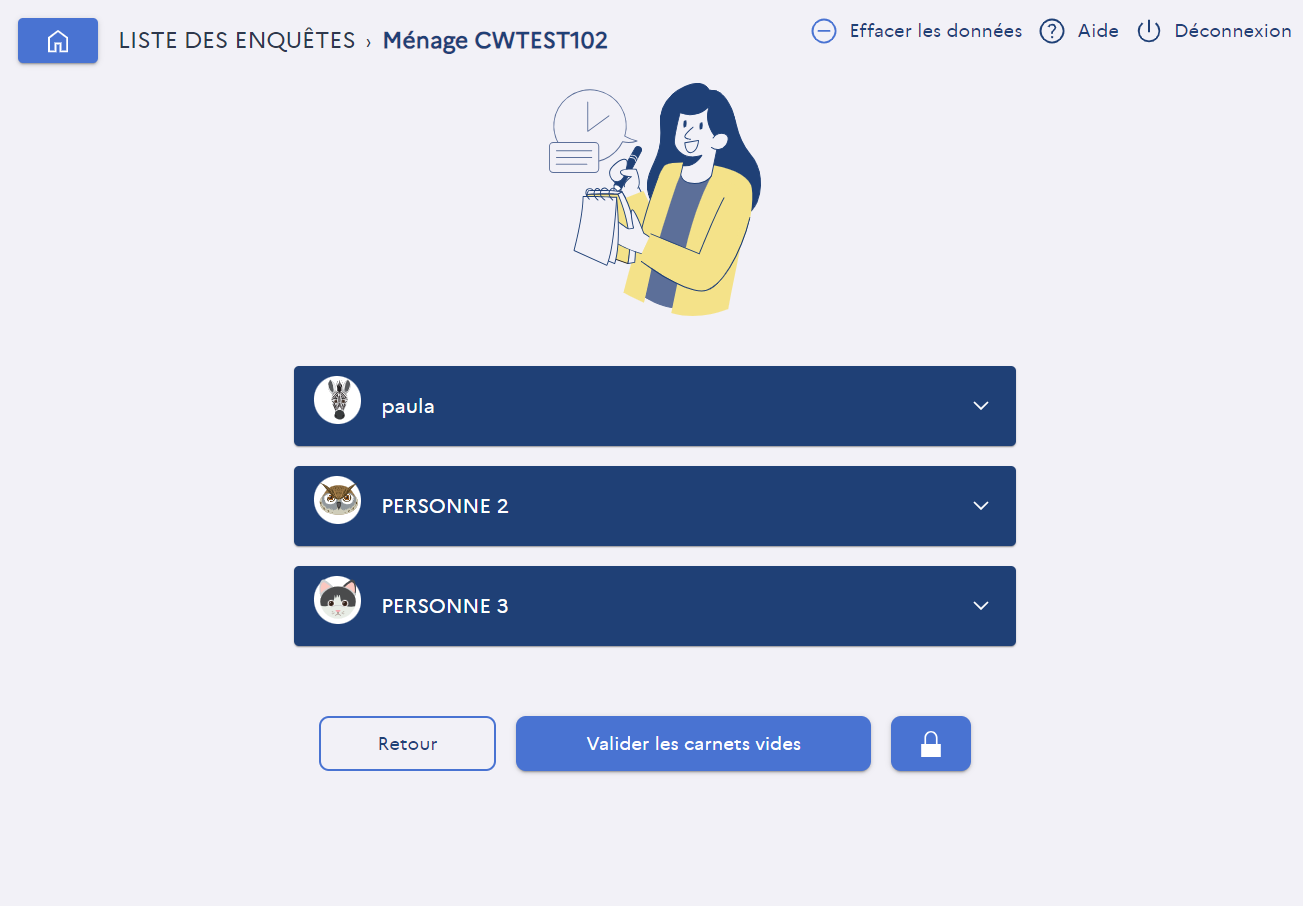 LISTE DES ENQUÊTES › Ménage CWTEST102
Effacer les données
Aide
Déconnexion
paula
PERSONNE 2
PERSONNE 3
Retour
Valider les carnets vides